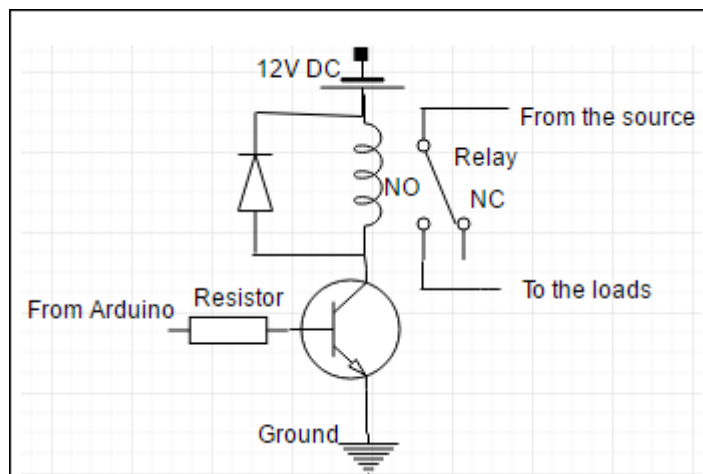 12V DC
From the source
Relay
NO
NC
Resistor
From Arduino
To the loads
Ground